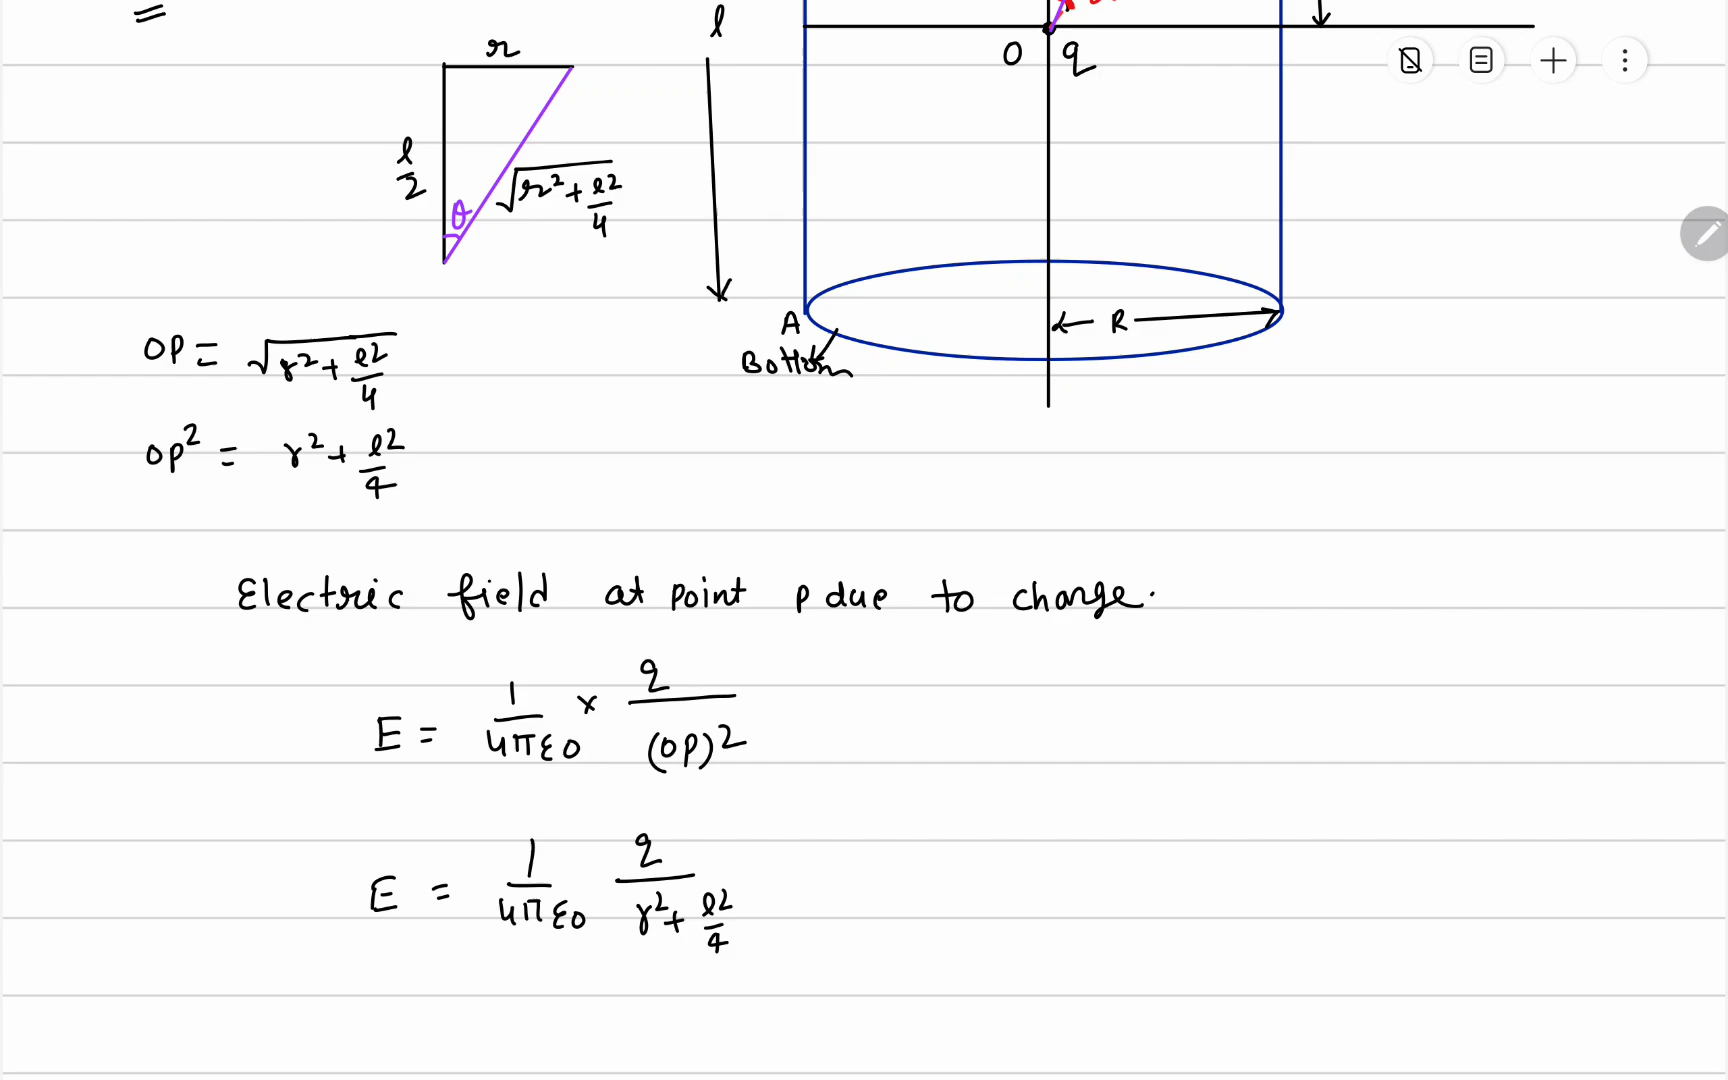 =
l
O q
r
l/2
θ
√(r² + l²/4)
A
Bottom
R
OP = √(r² + l²/4)
OP² = r² + l²/4
Electric field at point P due to charge.
E = 1/4πε0 × q/(OP)²
E = 1/4πε0 q/r² + l²/4